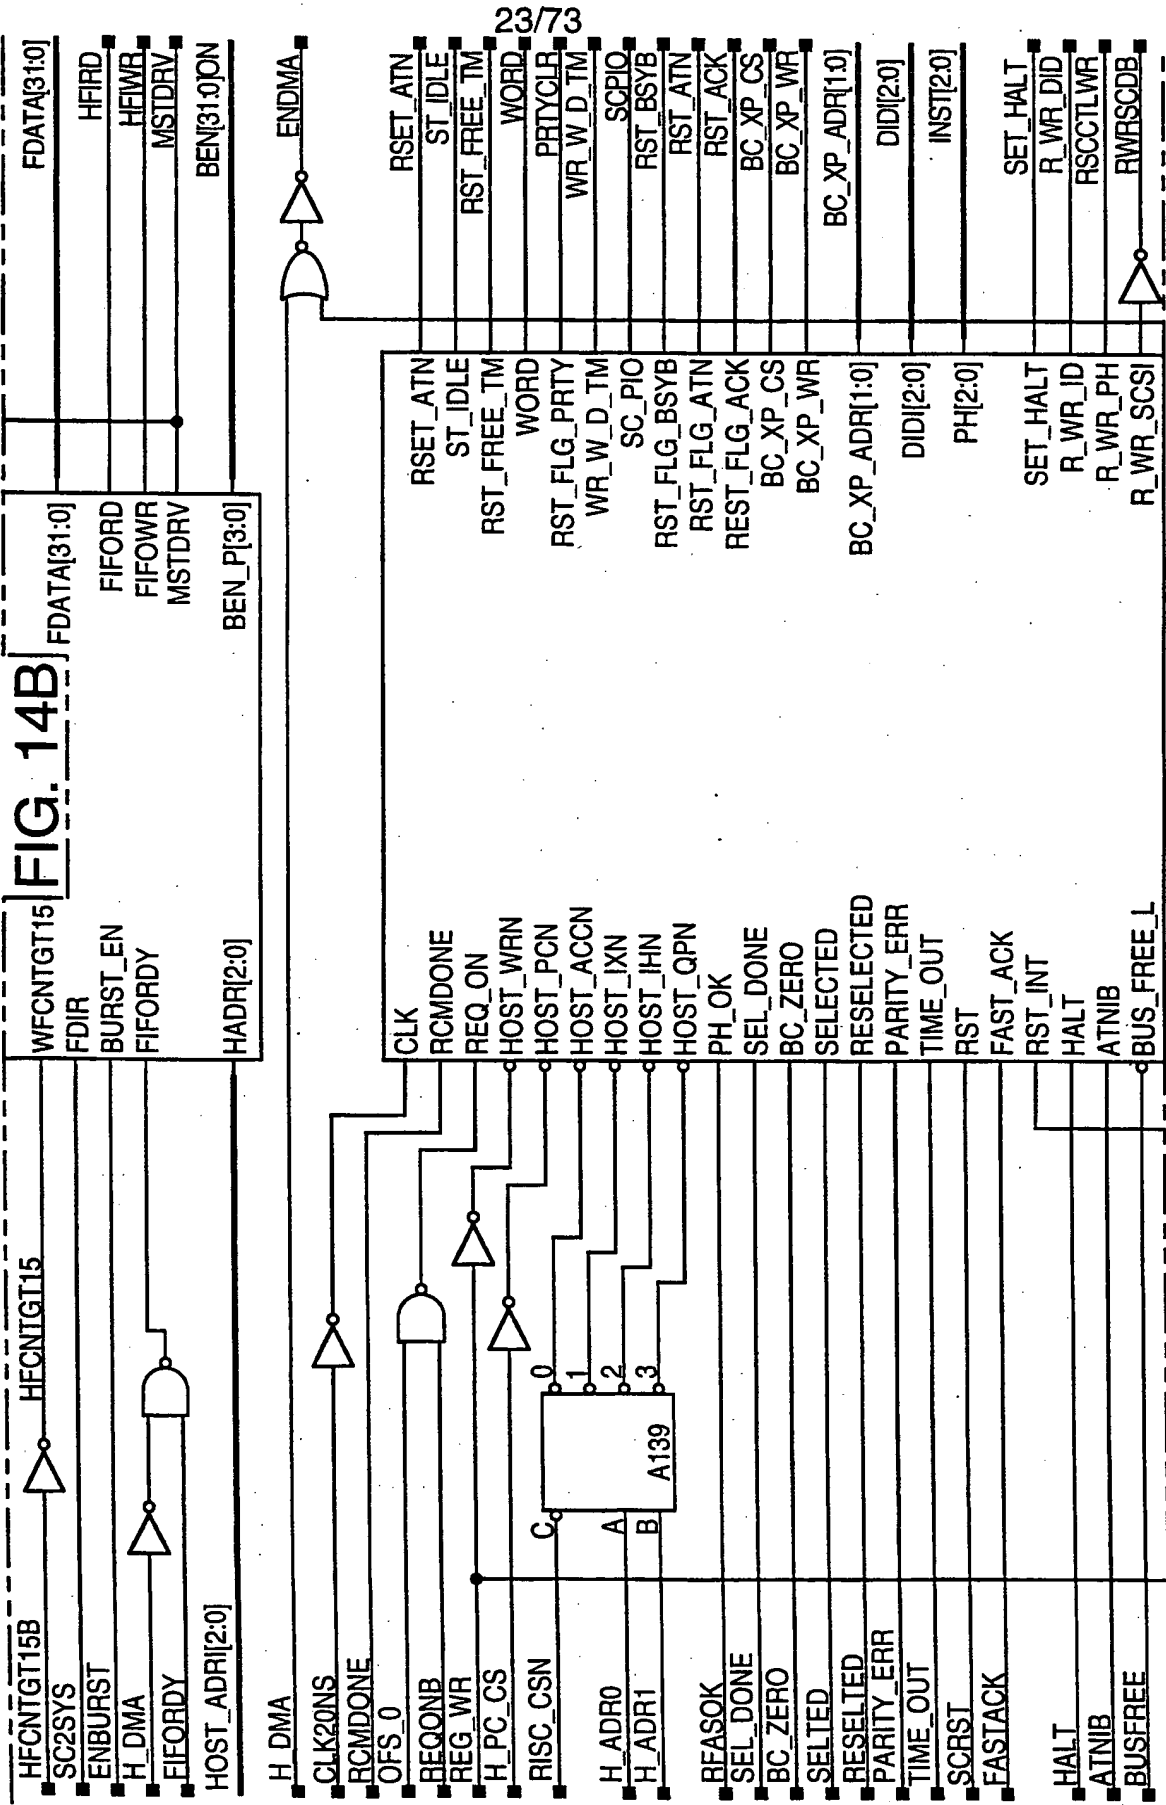 23/73
FIG. 14B
HFCNTGT15B
SC2SYS
ENBURST
H_DMA
FIFORDY
HOST_ADRI[2:0]
HFCNTGT15
WFCNTGT15
FDIR
BURST_EN
FIFORDY
HADR[2:0]
FDATA[31:0]
FIFORD
FIFOWR
MSTDRV
BEN_P[3:0]
FDATA[31:0]
HFIRD
HFIWR
MSTDRV
BEN[31:0]ON
H_DMA
CLK20NS
RCMDONE
OFS_0
REQONB
REG_WR
H_PC_CS
RISC_CSN
H_ADR0
H_ADR1
RFASOK
SEL_DONE
BC_ZERO
SELTED
RESELTED
PARITY_ERR
TIME_OUT
SCRST
FASTACK
HALT
ATNIB
BUSFREE
C
A
B
A139
0
1
2
3
CLK
RCMDONE
REQ_ON
HOST_WRN
HOST_PCN
HOST_ACCN
HOST_IXN
HOST_IHN
HOST_QPN
PH_OK
SEL_DONE
BC_ZERO
SELECTED
RESELECTED
PARITY_ERR
TIME_OUT
RST
FAST_ACK
RST_INT
HALT
ATNIB
BUS_FREE_L
RSET_ATN
ST_IDLE
RST_FREE_TM
WORD
RST_FLG_PRTY
WR_W_D_TM
SC_PIO
RST_FLG_BSYB
RST_FLG_ATN
REST_FLG_ACK
BC_XP_CS
BC_XP_WR
BC_XP_ADR[1:0]
DIDI[2:0]
PH[2:0]
SET_HALT
R_WR_ID
R_WR_PH
R_WR_SCSI
ENDMA
RSET_ATN
ST_IDLE
RST_FREE_TM
WORD
PRTYCLR
WR_W_D_TM
SCPIO
RST_BSYB
RST_ATN
RST_ACK
BC_XP_CS
BC_XP_WR
BC_XP_ADR[1:0]
DIDI[2:0]
INST[2:0]
SET_HALT
R_WR_DID
RSCCTLWR
RWRSCDB